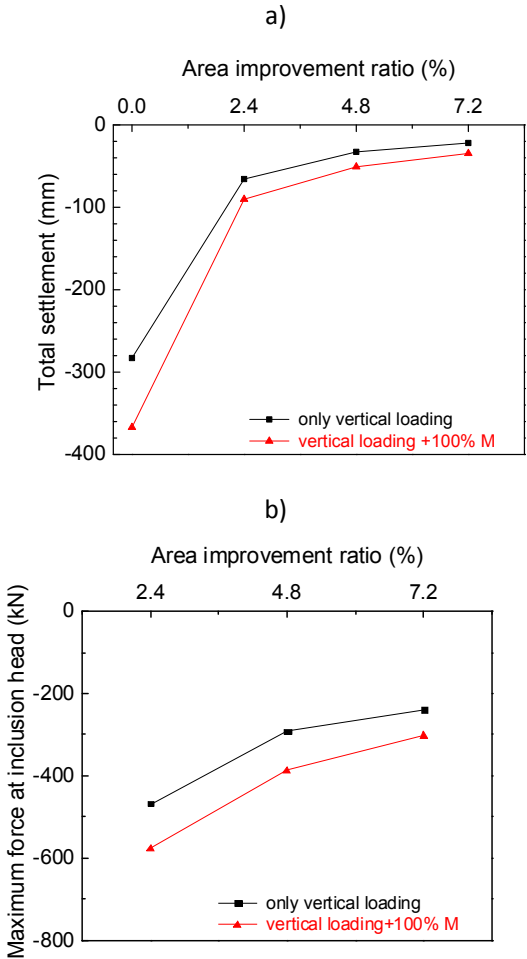 a)
Area improvement ratio (%)
0.0 2.4 4.8 7.2
0
-100
-200
-300
-400
Total settlement (mm)
only vertical loading
vertical loading +100% M
b)
Area improvement ratio (%)
2.4 4.8 7.2
0
-200
-400
-600
-800
Maximum force at inclusion head (kN)
only vertical loading
vertical loading+100% M